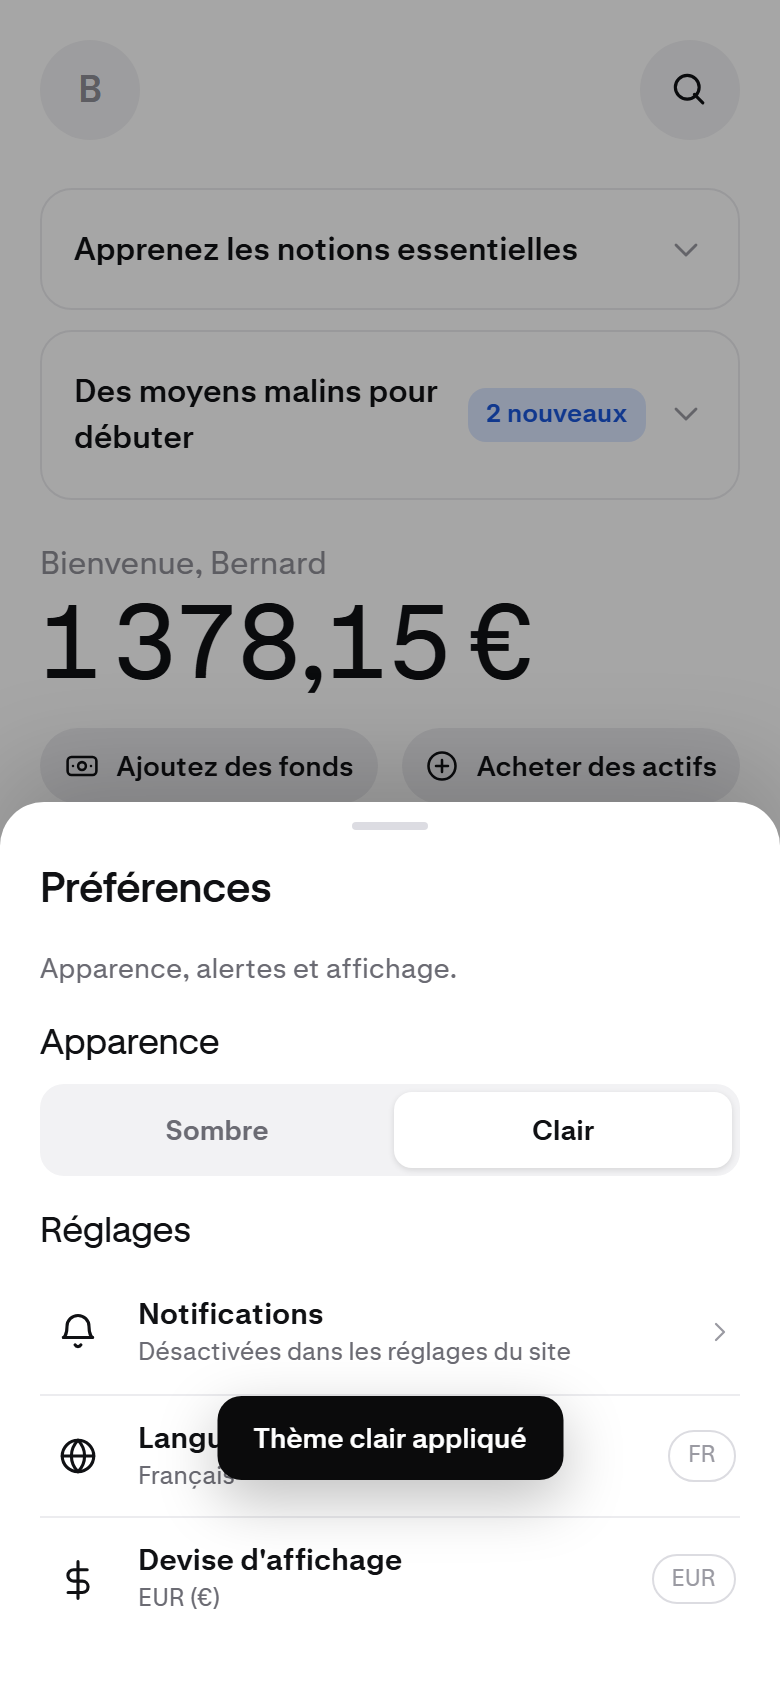 B
Apprenez les notions essentielles
Des moyens malins pour
débuter
2 nouveaux
Bienvenue, Bernard
1 378,15 €
Ajoutez des fonds
Acheter des actifs
Préférences
Apparence, alertes et affichage.
Apparence
Sombre
Clair
Réglages
Notifications
Désactivées dans les réglages du site
Thème clair appliqué
Français
FR
Devise d'affichage
EUR (€)
EUR